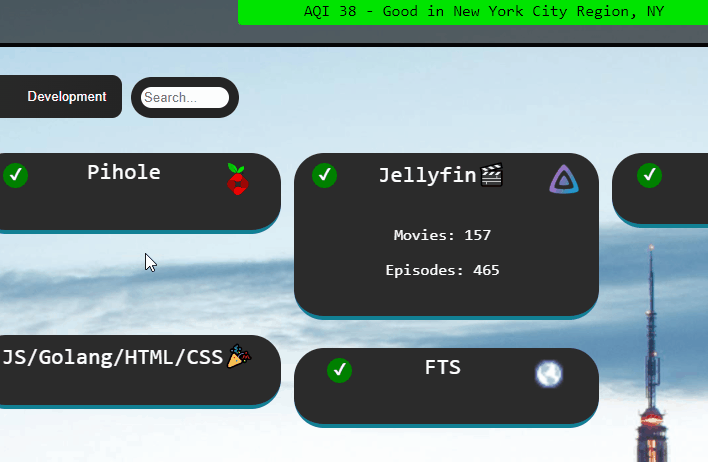 AQI 38 - Good in New York City Region, NY
Development
Search...
Pihole
Jellyfin🎬
Movies: 157
Episodes: 465
JS/Golang/HTML/CSS🎉
FTS